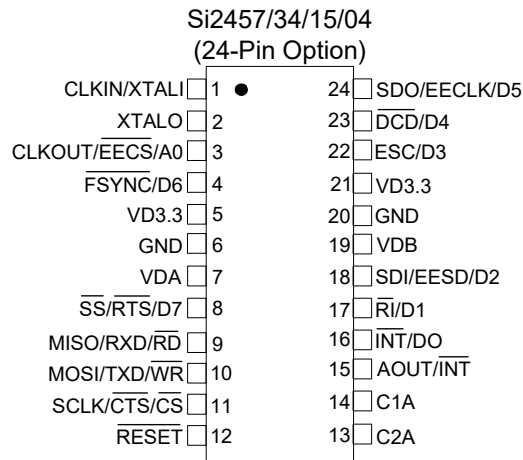 Si2457/34/15/04
(24-Pin Option)
CLKIN/XTALI 1 24 SDO/EECLK/D5
XTALO 2 23 DCD/D4
CLKOUT/EECS/A0 3 22 ESC/D3
FSYNC/D6 4 21 VD3.3
VD3.3 5 20 GND
GND 6 19 VDB
VDA 7 18 SDI/EESD/D2
SS/RTS/D7 8 17 RI/D1
MISO/RXD/RD 9 16 INT/DO
MOSI/TXD/WR 10 15 AOUT/INT
SCLK/CTS/CS 11 14 C1A
RESET 12 13 C2A